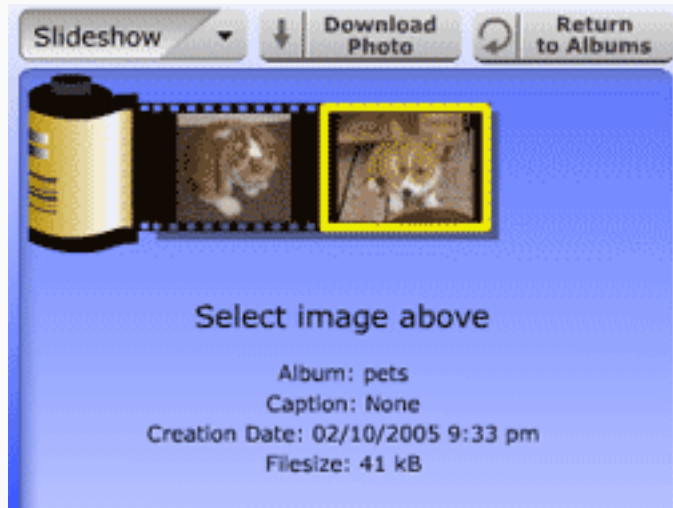 Slideshow
Download
Photo
Return
to Albums
Select image above
Album: pets
Caption: None
Creation Date: 02/10/2005 9:33 pm
Filesize: 41 kB